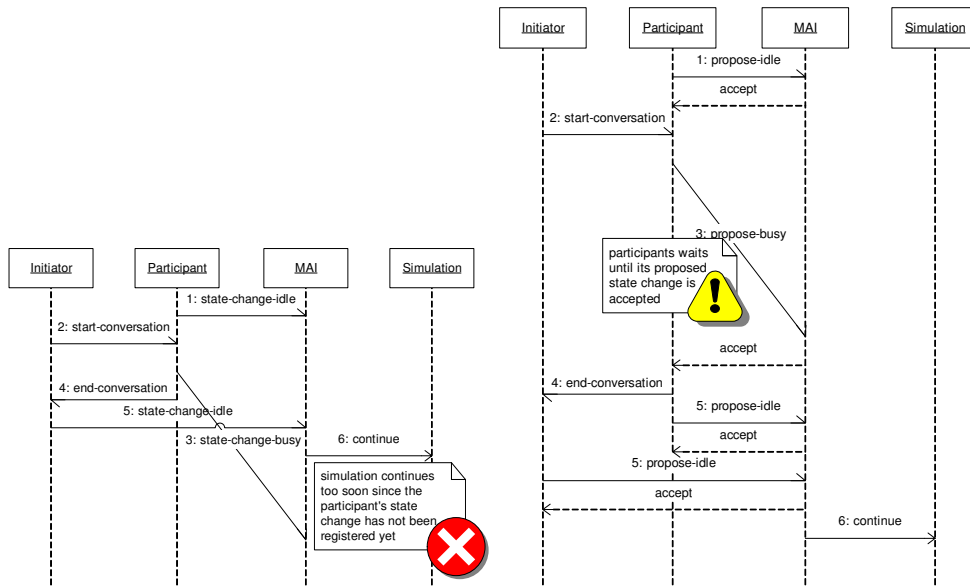 Initiator
Participant
MAI
Simulation
1: state-change-idle
2: start-conversation
4: end-conversation
5: state-change-idle
3: state-change-busy
6: continue
simulation continues
too soon since the
participant's state
change has not been
registered yet
Initiator
Participant
MAI
Simulation
1: propose-idle
accept
2: start-conversation
3: propose-busy
participants waits
until its proposed
state change is
accepted
accept
4: end-conversation
5: propose-idle
accept
5: propose-idle
accept
6: continue